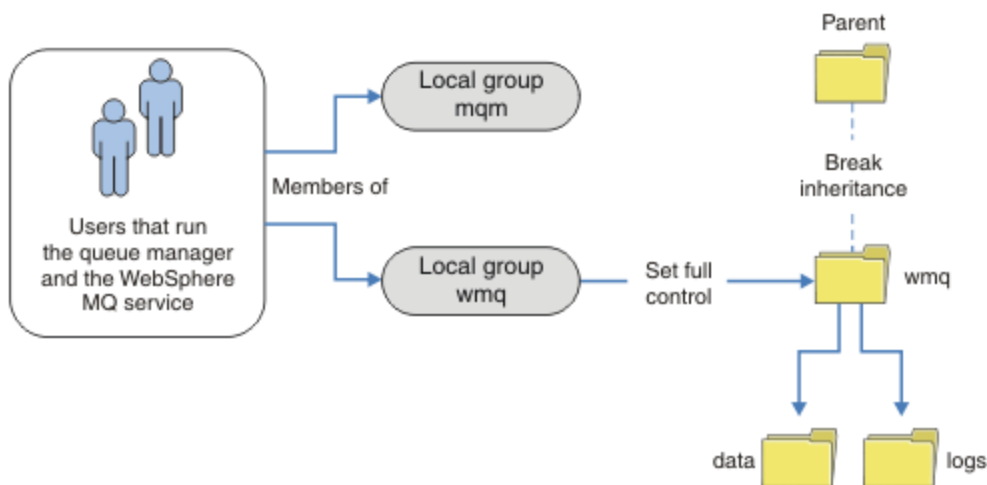 Parent
Local group
mqm
Break
inheritance
Members of
Users that run
the queue manager
and the WebSphere
MQ service
Local group
wmq
Set full
control
wmq
data
logs